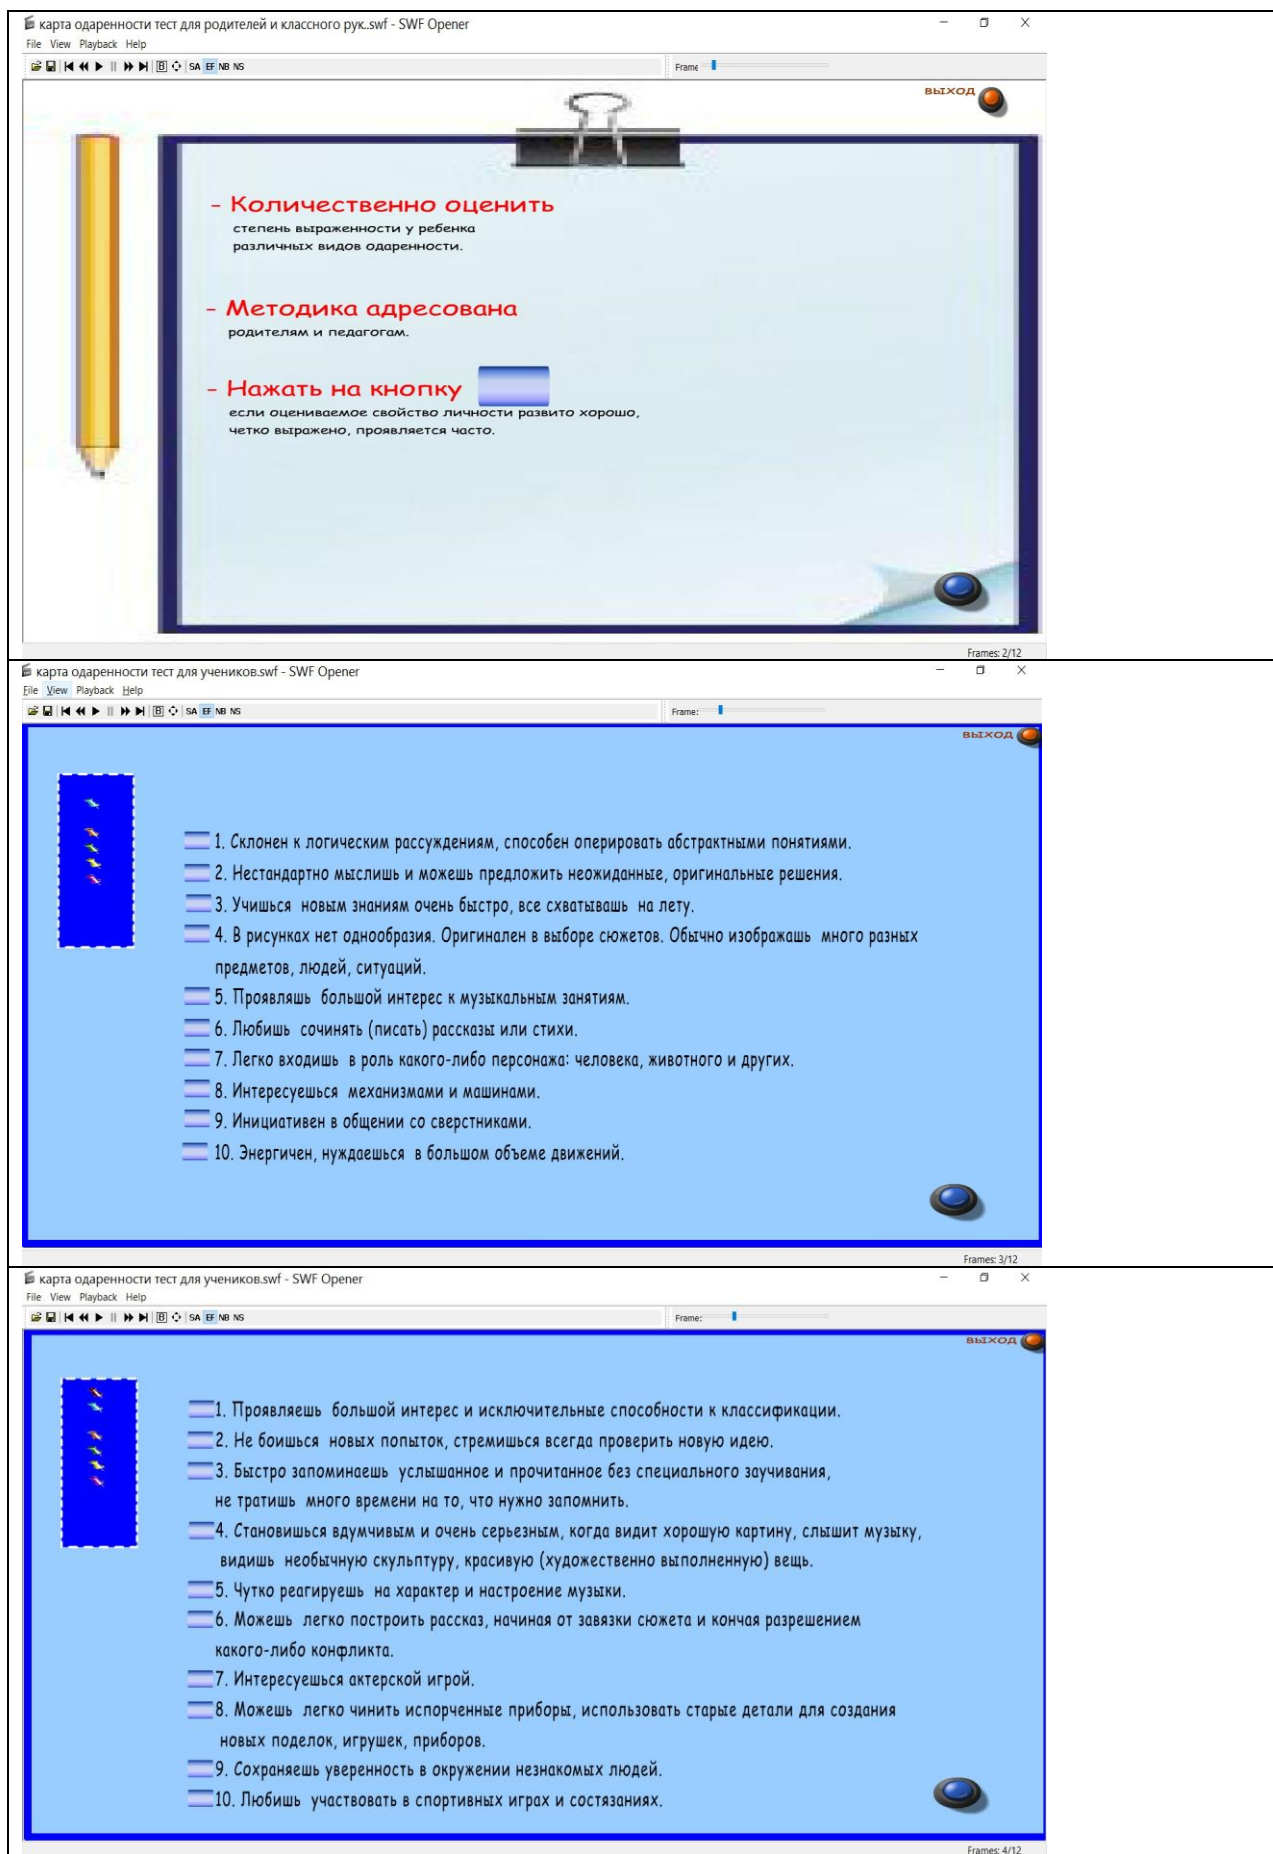 карта одаренности тест для родителей и классного рук..swf - SWF Opener
File View Playback Help
B SA EF NB NS
Frame
выход
- Количественно оценить
степень выраженности у ребенка
различных видов одаренности.
- Методика адресована
родителям и педагогам.
- Нажать на кнопку
если оцениваемое свойство личности развито хорошо,
четко выражено, проявляется часто.
Frames: 2/12
карта одаренности тест для учеников.swf - SWF Opener
File View Playback Help
B SA EF NB NS
Frame:
выход
1. Склонен к логическим рассуждениям, способен оперировать абстрактными понятиями.
2. Нестандартно мыслишь и можешь предложить неожиданные, оригинальные решения.
3. Учишься новым знаниям очень быстро, все схватывашь на лету.
4. В рисунках нет однообразия. Оригинален в выборе сюжетов. Обычно изображашь много разных
предметов, людей, ситуаций.
5. Проявляшь большой интерес к музыкальным занятиям.
6. Любишь сочинять (писать) рассказы или стихи.
7. Легко входишь в роль какого-либо персонажа: человека, животного и других.
8. Интересуешься механизмами и машинами.
9. Инициативен в общении со сверстниками.
10. Энергичен, нуждаешься в большом объеме движений.
Frames: 3/12
карта одаренности тест для учеников.swf - SWF Opener
File View Playback Help
B SA EF NB NS
Frame:
выход
1. Проявляешь большой интерес и исключительные способности к классификации.
2. Не боишься новых попыток, стремишься всегда проверить новую идею.
3. Быстро запоминаешь услышанное и прочитанное без специального заучивания,
не тратишь много времени на то, что нужно запомнить.
4. Становишься вдумчивым и очень серьезным, когда видит хорошую картину, слышит музыку,
видишь необычную скульптуру, красивую (художественно выполненную) вещь.
5. Чутко реагируешь на характер и настроение музыки.
6. Можешь легко построить рассказ, начиная от завязки сюжета и кончая разрешением
какого-либо конфликта.
7. Интересуешься актерской игрой.
8. Можешь легко чинить испорченные приборы, использовать старые детали для создания
новых поделок, игрушек, приборов.
9. Сохраняешь уверенность в окружении незнакомых людей.
10. Любишь участвовать в спортивных играх и состязаниях.
Frames: 4/12